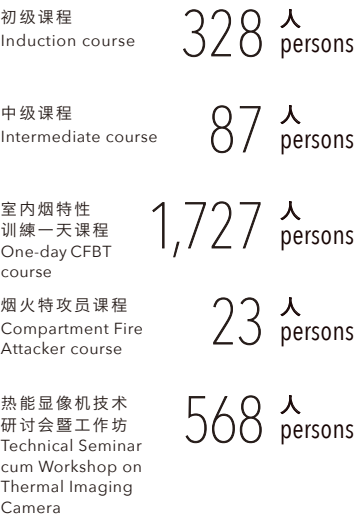 初级课程
Induction course
328 人
persons
中级课程
Intermediate course
87 人
persons
室内烟特性
训練一天课程
One-day CFBT
course
1,727 人
persons
烟火特攻员课程
Compartment Fire
Attacker course
23 人
persons
热能显像机技术
研讨会暨工作坊
Technical Seminar
cum Workshop on
Thermal Imaging
Camera
568 人
persons